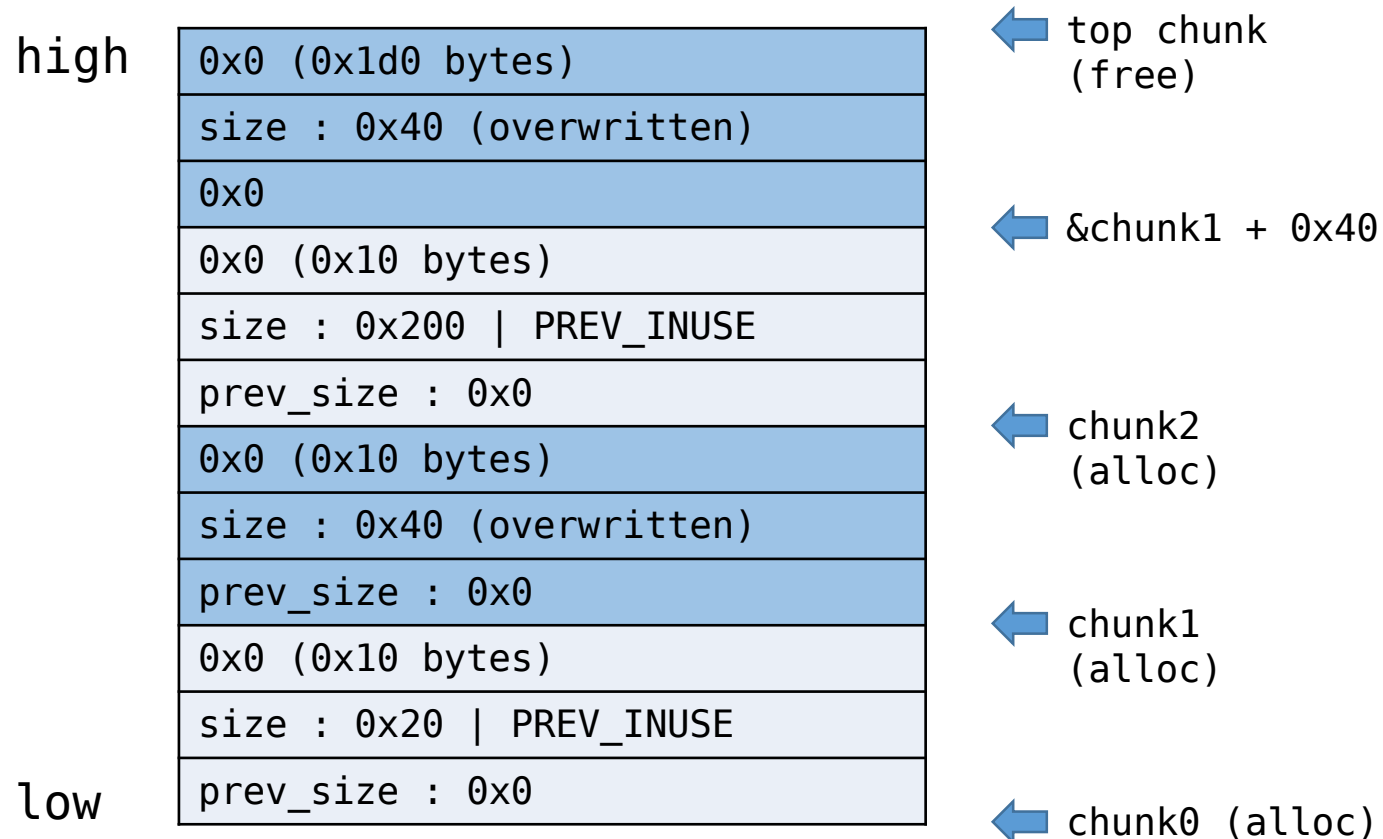 high
0x0 (0x1d0 bytes)
size : 0x40 (overwritten)
0x0
0x0 (0x10 bytes)
size : 0x200 | PREV_INUSE
prev_size : 0x0
0x0 (0x10 bytes)
size : 0x40 (overwritten)
prev_size : 0x0
0x0 (0x10 bytes)
size : 0x20 | PREV_INUSE
prev_size : 0x0
low
top chunk
(free)
&chunk1 + 0x40
chunk2
(alloc)
chunk1
(alloc)
chunk0 (alloc)